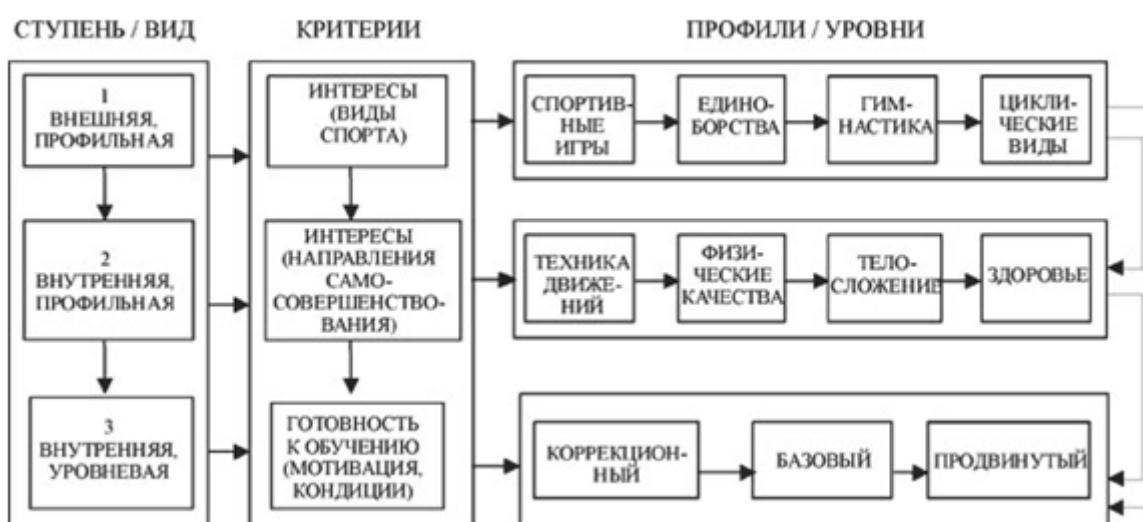 СТУПЕНЬ / ВИД
КРИТЕРИИ
ПРОФИЛИ / УРОВНИ
1
ВНЕШНЯЯ,
ПРОФИЛЬНАЯ
2
ВНУТРЕННЯЯ,
ПРОФИЛЬНАЯ
3
ВНУТРЕННЯЯ,
УРОВНЕВАЯ
ИНТЕРЕСЫ
(ВИДЫ
СПОРТА)
ИНТЕРЕСЫ
(НАПРАВЛЕНИЯ
САМО-
СОВЕРШЕНСТВО-
ВАНИЯ)
ГОТОВНОСТЬ
К ОБУЧЕНИЮ
(МОТИВАЦИЯ,
КОНДИЦИИ)
СПОРТИВ-
НЫЕ
ИГРЫ
ЕДИНО-
БОРСТВА
ГИМ-
НАСТИКА
ЦИКЛИ-
ЧЕСКИЕ
ВИДЫ
ТЕХНИКА
ДВИЖЕ-
НИЙ
ФИЗИ-
ЧЕСКИЕ
КАЧЕСТВА
ТЕЛО-
СЛОЖЕНИЕ
ЗДОРОВЬЕ
КОРРЕКЦИОН-
НЫЙ
БАЗОВЫЙ
ПРОДВИНУТЫЙ